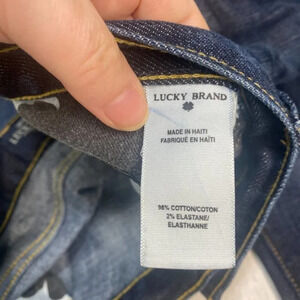 LUCKY BRAND
MADE IN HAITI
FABRIQUÉ EN HAÏTI
98% COTTON/COTON
2% ELASTANE/
ELASTHANNE